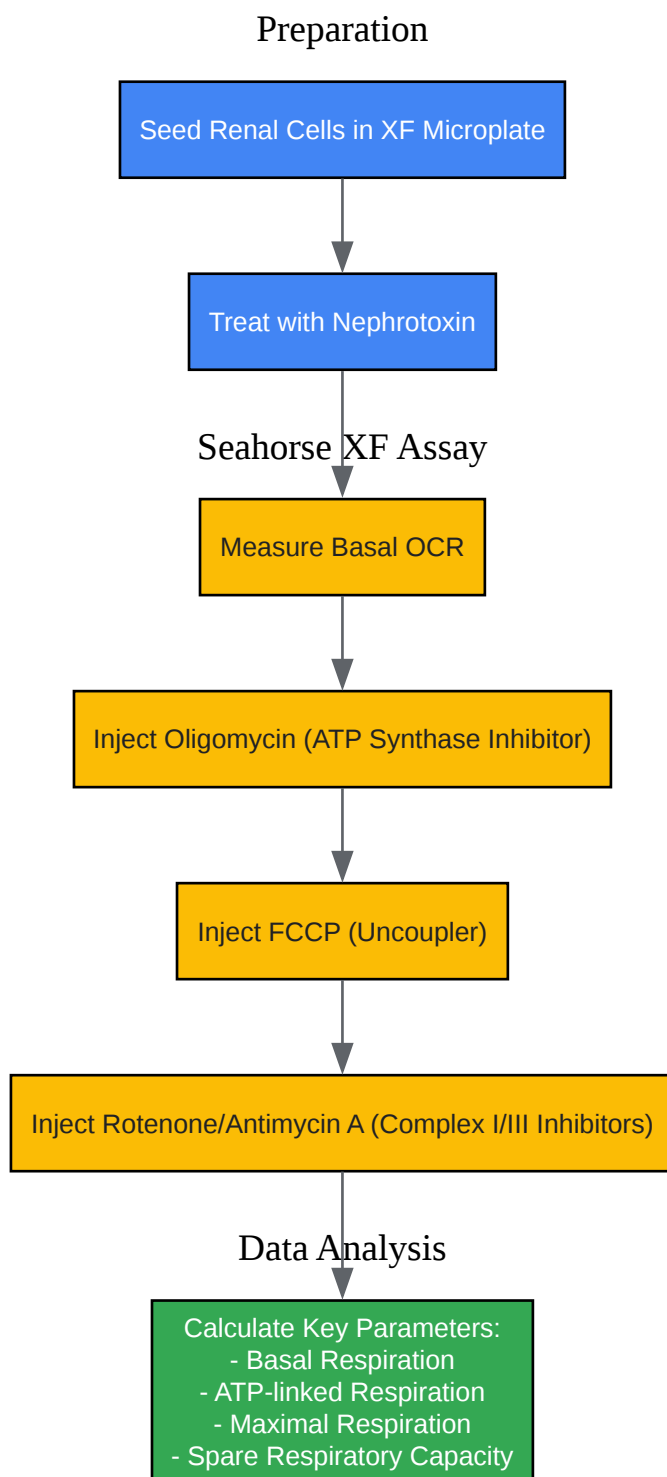 Preparation
Seed Renal Cells in XF Microplate
Treat with Nephrotoxin
Seahorse XF Assay
Measure Basal OCR
Inject Oligomycin (ATP Synthase Inhibitor)
Inject FCCP (Uncoupler)
Inject Rotenone/Antimycin A (Complex I/III Inhibitors)
Data Analysis
Calculate Key Parameters:
- Basal Respiration
- ATP-linked Respiration
- Maximal Respiration
- Spare Respiratory Capacity